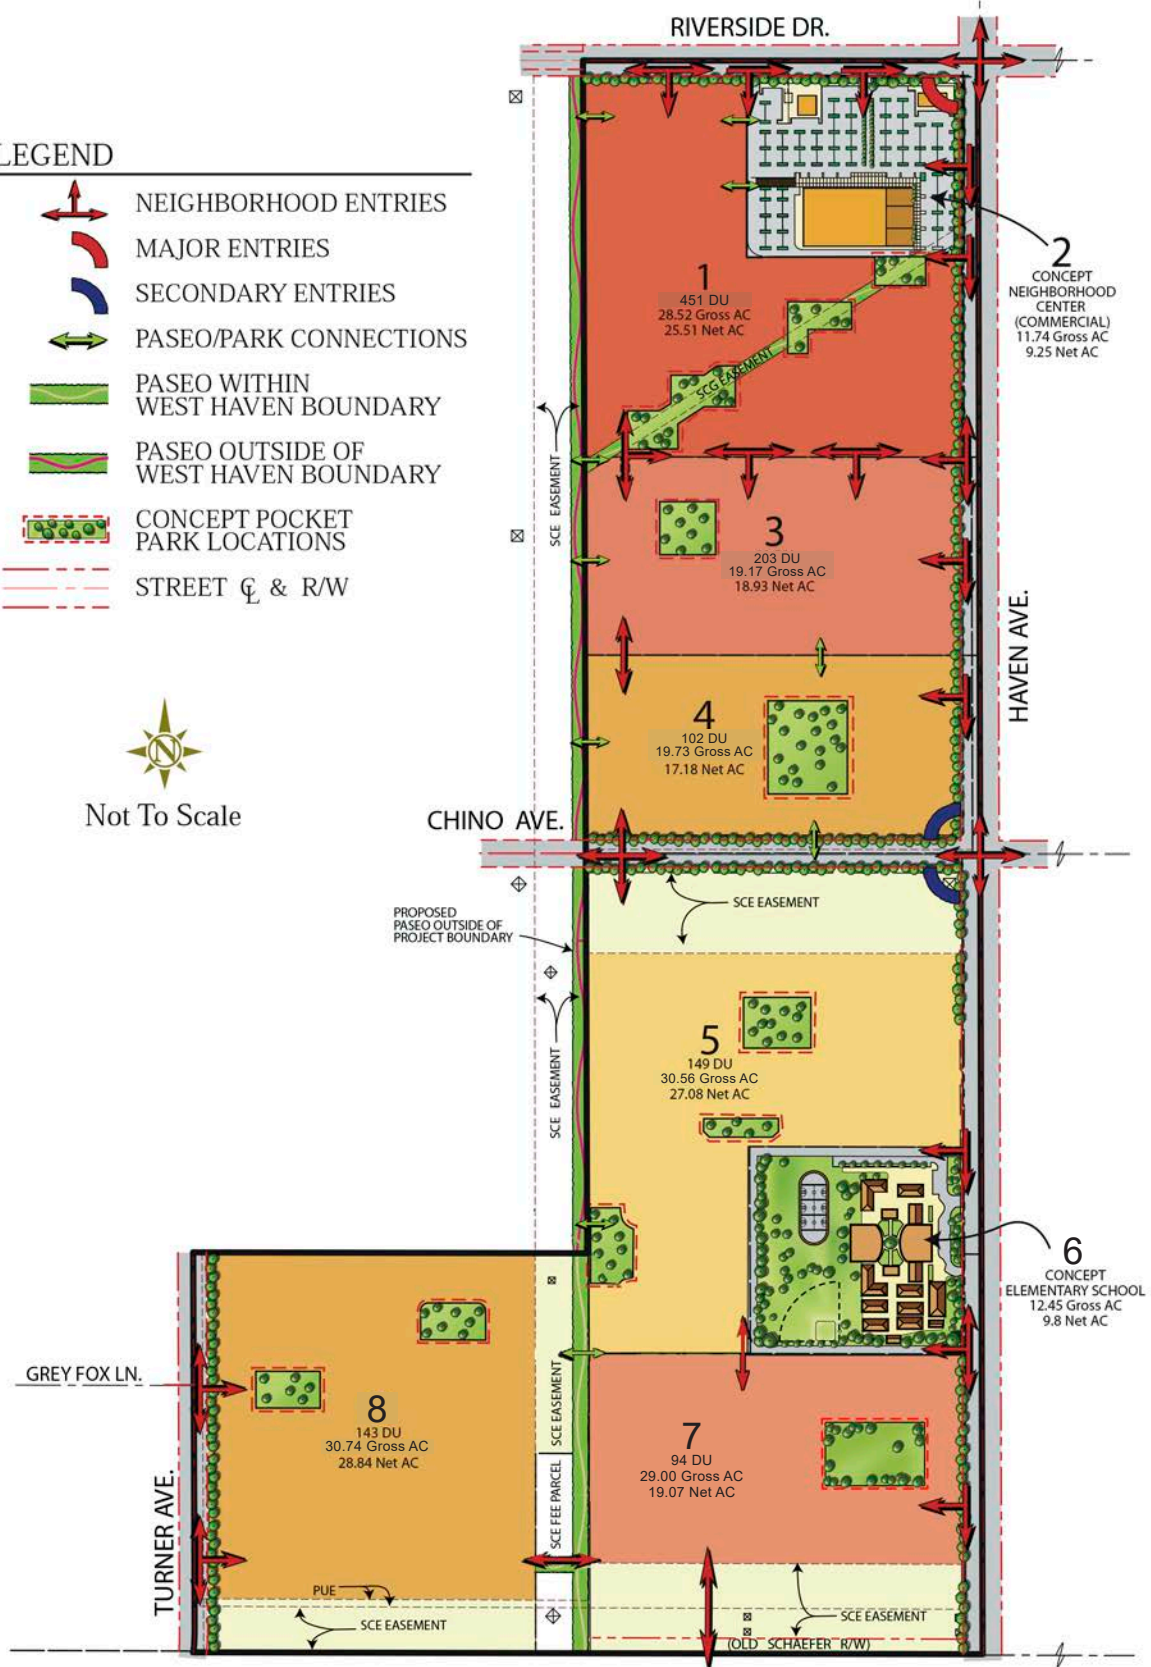 RIVERSIDE DR.
LEGEND
NEIGHBORHOOD ENTRIES
MAJOR ENTRIES
SECONDARY ENTRIES
PASEO/PARK CONNECTIONS
PASEO WITHIN
WEST HAVEN BOUNDARY
PASEO OUTSIDE OF
WEST HAVEN BOUNDARY
CONCEPT POCKET
PARK LOCATIONS
STREET ℄ & R/W
N
Not To Scale
1
451 DU
28.52 Gross AC
25.51 Net AC
SCG EASEMENT
2
CONCEPT
NEIGHBORHOOD
CENTER
(COMMERCIAL)
11.74 Gross AC
9.25 Net AC
SCE EASEMENT
3
203 DU
19.17 Gross AC
18.93 Net AC
HAVEN AVE.
4
102 DU
19.73 Gross AC
17.18 Net AC
CHINO AVE.
SCE EASEMENT
PROPOSED
PASEO OUTSIDE OF
PROJECT BOUNDARY
5
149 DU
30.56 Gross AC
27.08 Net AC
SCE EASEMENT
6
CONCEPT
ELEMENTARY SCHOOL
12.45 Gross AC
9.8 Net AC
GREY FOX LN.
8
143 DU
30.74 Gross AC
28.84 Net AC
SCE EASEMENT
7
94 DU
29.00 Gross AC
19.07 Net AC
SCE FEE PARCEL
TURNER AVE.
PUE
SCE EASEMENT
SCE EASEMENT
(OLD SCHAEFER R/W)